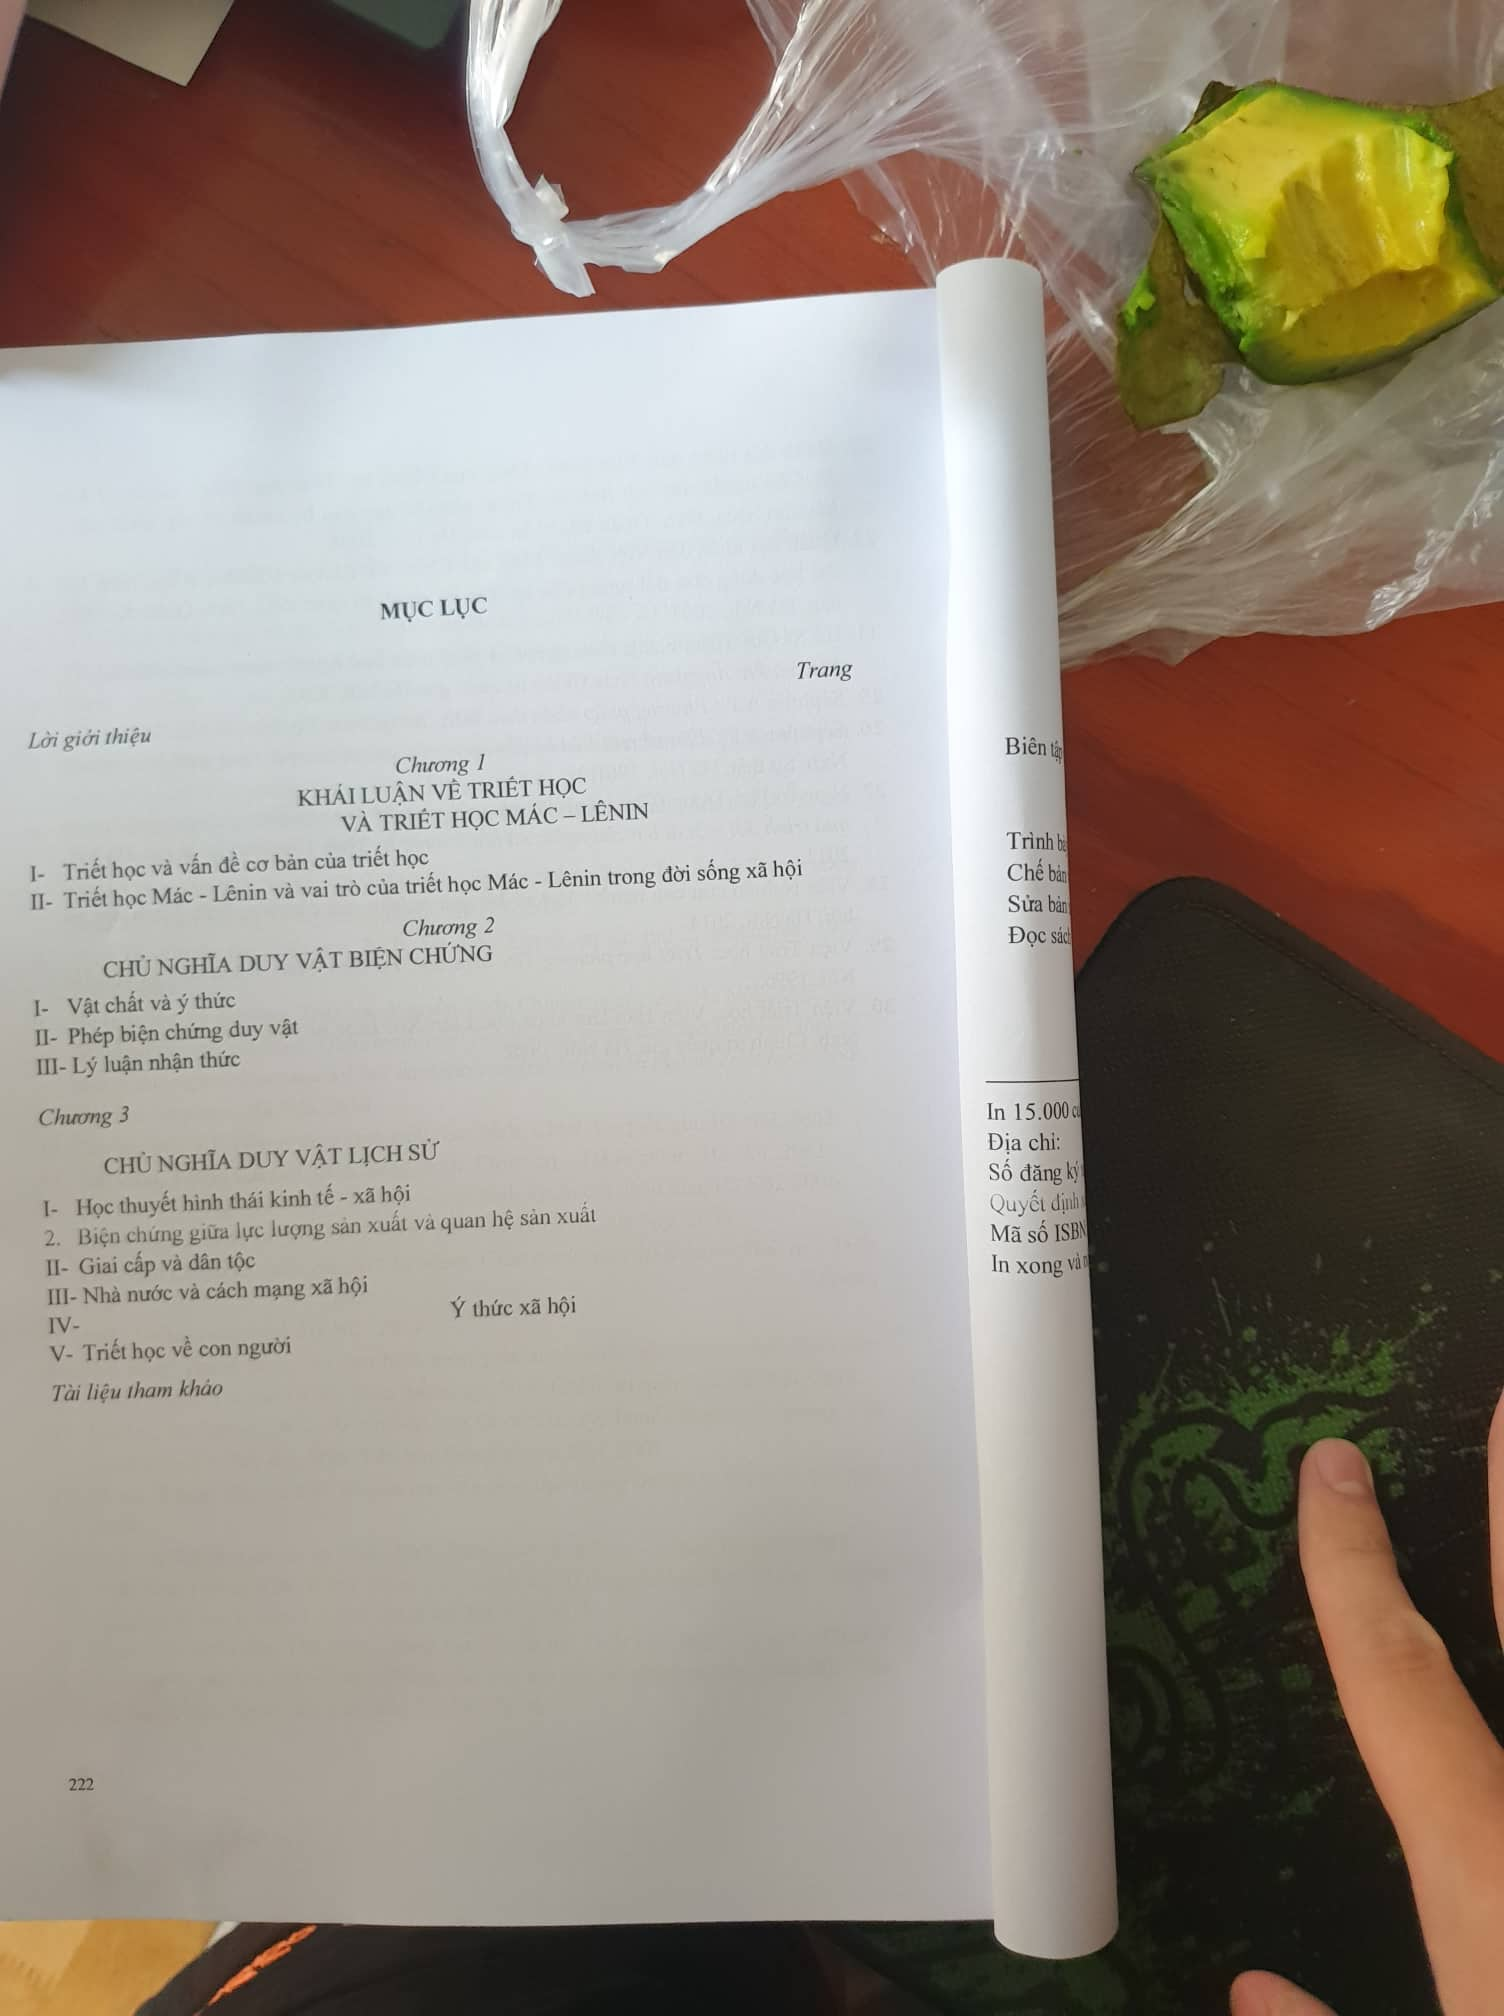 MỤC LỤC
Trang
Lời giới thiệu
Chương 1
KHÁI LUẬN VỀ TRIẾT HỌC
VÀ TRIẾT HỌC MÁC – LÊNIN
I- Triết học và vấn đề cơ bản của triết học
II- Triết học Mác - Lênin và vai trò của triết học Mác - Lênin trong đời sống xã hội
Chương 2
CHỦ NGHĨA DUY VẬT BIỆN CHỨNG
I- Vật chất và ý thức
II- Phép biện chứng duy vật
III- Lý luận nhận thức
Chương 3
CHỦ NGHĨA DUY VẬT LỊCH SỬ
I- Học thuyết hình thái kinh tế - xã hội
2. Biện chứng giữa lực lượng sản xuất và quan hệ sản xuất
II- Giai cấp và dân tộc
III- Nhà nước và cách mạng xã hội
IV- Ý thức xã hội
V- Triết học về con người
Tài liệu tham khảo
222
Biên tập
Trình
Chế bản
Sửa bản
Đọc
In 15.000
Địa chỉ:
Số đăng ký
Quyết định
Mã số ISBN
In xong và